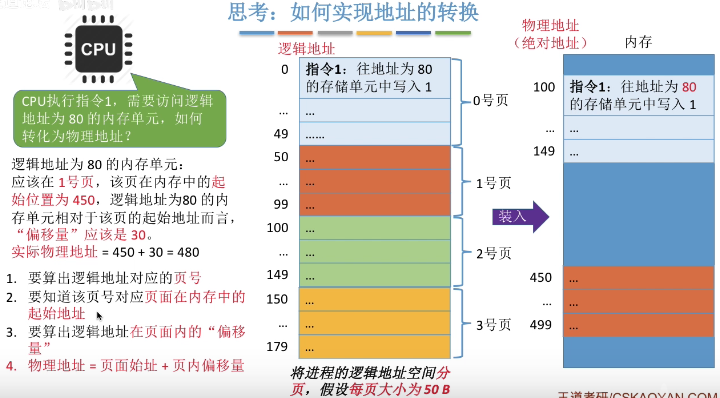 思考：如何实现地址的转换
CPU
CPU执行指令1，需要访问逻辑
地址为 80 的内存单元，如何
转化为物理地址？
逻辑地址为 80 的内存单元：
应该在 1号页，该页在内存中的起
始位置为 450，逻辑地址为80 的内
存单元相对于该页的起始地址而言，
“偏移量”应该是 30。
实际物理地址 = 450 + 30 = 480
1. 要算出逻辑地址对应的页号
2. 要知道该页号对应页面在内存中的
起始地址
3. 要算出逻辑地址在页面内的“偏移
量”
4. 物理地址 = 页面始址 + 页内偏移量
逻辑地址
0
指令1：往地址为 80
的存储单元中写入 1
... ...
49 ......
0号页
50 ...
... ...
99 ...
1号页
100 ...
... ...
149 ...
2号页
150 ...
... ...
179 ...
3号页
将进程的逻辑地址空间分
页，假设每页大小为 50 B
装入
物理地址
（绝对地址）
内存
100
指令1：往地址为 80
的存储单元中写入 1
... ...
149 ...
450 ...
... ...
499 ...
王道考研/CSKAOYAN.COM